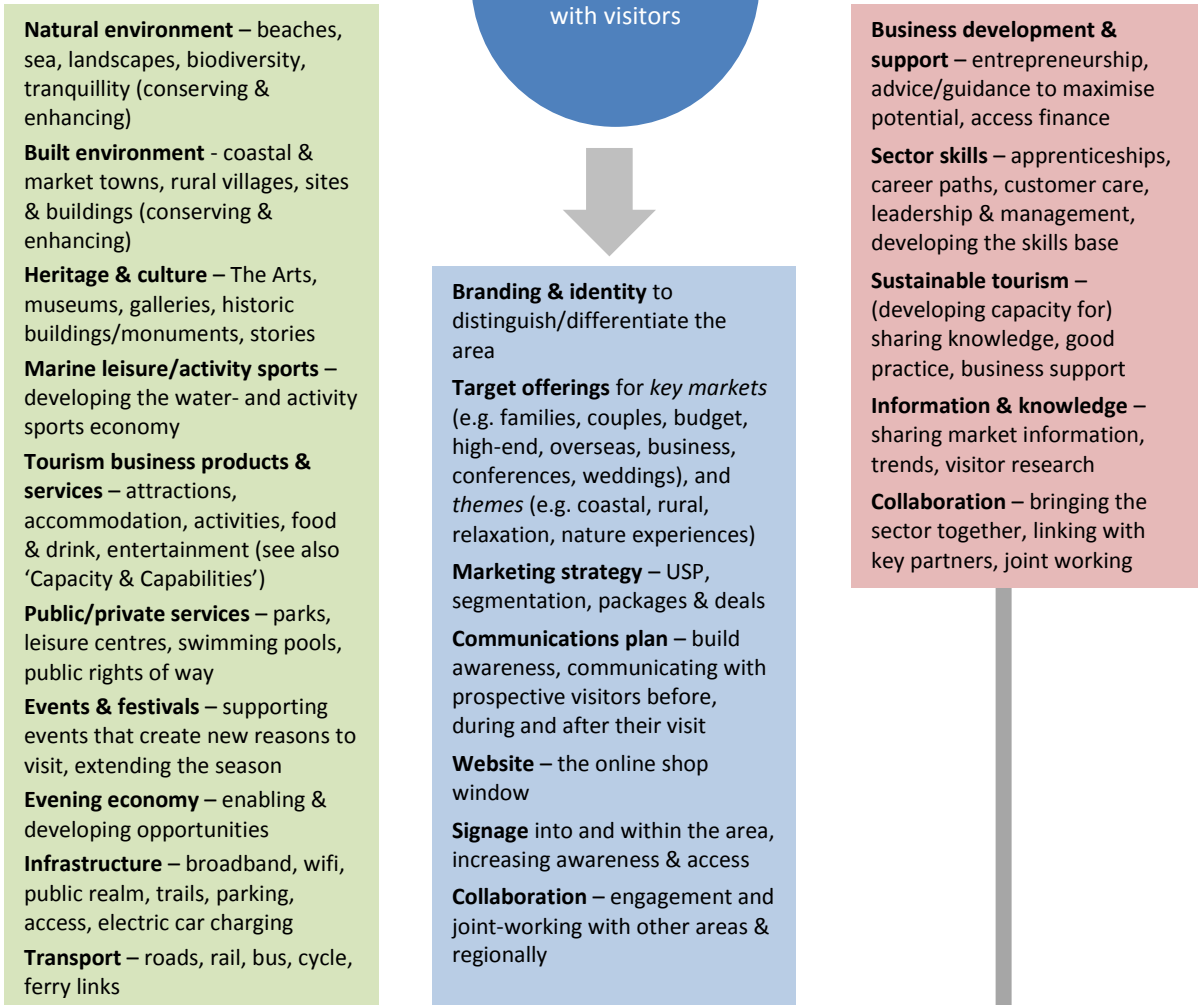 with visitors
Natural environment – beaches,
sea, landscapes, biodiversity,
tranquillity (conserving &
enhancing)
Built environment - coastal &
market towns, rural villages, sites
& buildings (conserving &
enhancing)
Heritage & culture – The Arts,
museums, galleries, historic
buildings/monuments, stories
Marine leisure/activity sports –
developing the water- and activity
sports economy
Tourism business products &
services – attractions,
accommodation, activities, food
& drink, entertainment (see also
‘Capacity & Capabilities’)
Public/private services – parks,
leisure centres, swimming pools,
public rights of way
Events & festivals – supporting
events that create new reasons to
visit, extending the season
Evening economy – enabling &
developing opportunities
Infrastructure – broadband, wifi,
public realm, trails, parking,
access, electric car charging
Transport – roads, rail, bus, cycle,
ferry links
Branding & identity to
distinguish/differentiate the
area
Target offerings for key markets
(e.g. families, couples, budget,
high-end, overseas, business,
conferences, weddings), and
themes (e.g. coastal, rural,
relaxation, nature experiences)
Marketing strategy – USP,
segmentation, packages & deals
Communications plan – build
awareness, communicating with
prospective visitors before,
during and after their visit
Website – the online shop
window
Signage into and within the area,
increasing awareness & access
Collaboration – engagement and
joint-working with other areas &
regionally
Business development &
support – entrepreneurship,
advice/guidance to maximise
potential, access finance
Sector skills – apprenticeships,
career paths, customer care,
leadership & management,
developing the skills base
Sustainable tourism –
(developing capacity for)
sharing knowledge, good
practice, business support
Information & knowledge –
sharing market information,
trends, visitor research
Collaboration – bringing the
sector together, linking with
key partners, joint working